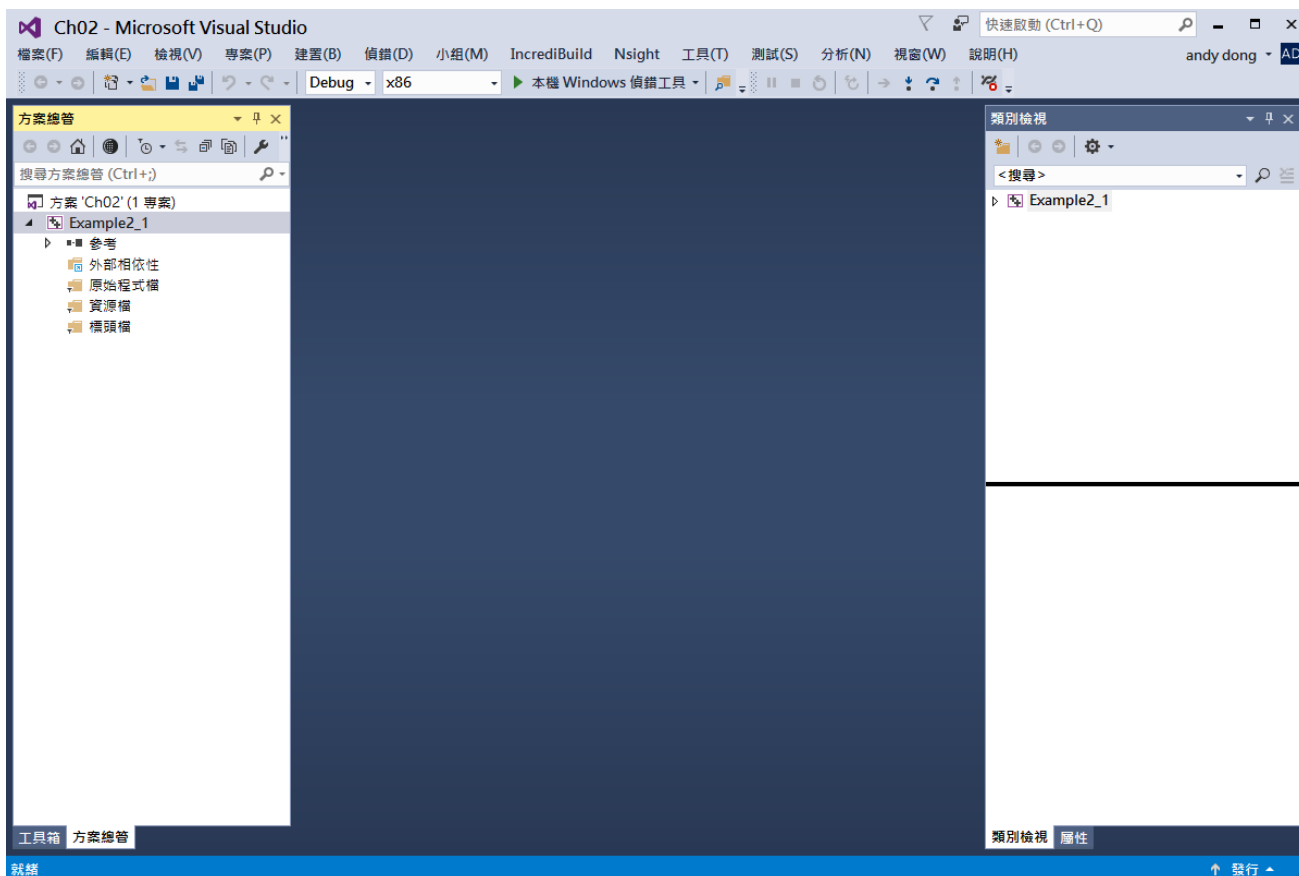 Ch02 - Microsoft Visual Studio
快速啟動 (Ctrl+Q)
檔案(F) 編輯(E) 檢視(V) 專案(P) 建置(B) 偵錯(D) 小組(M) IncrediBuild Nsight 工具(T) 測試(S) 分析(N) 視窗(W) 說明(H)
andy dong AD
Debug x86 本機 Windows 偵錯工具
方案總管
搜尋方案總管 (Ctrl+;)
方案 'Ch02' (1 專案)
Example2_1
參考
外部相依性
原始程式檔
資源檔
標頭檔
工具箱 方案總管
類別檢視
<搜尋>
Example2_1
類別檢視 屬性
就緒
發行